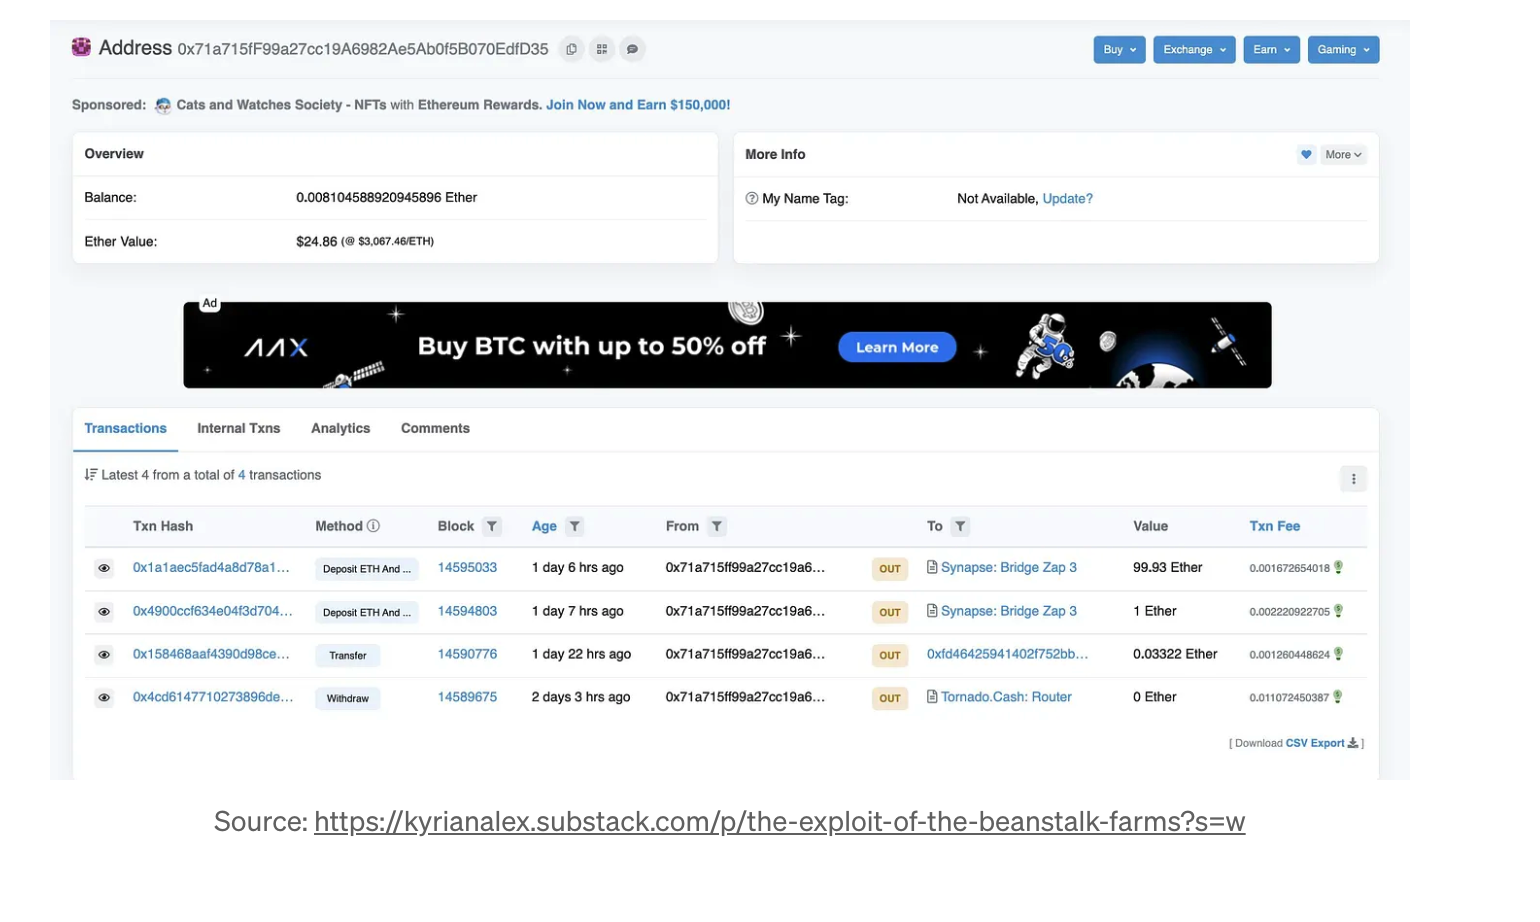 Address 0x71a715fF99a27cc19A6982Ae5Ab0f5B070EdfD35
Buy Exchange Earn Gaming
Sponsored: Cats and Watches Society - NFTs with Ethereum Rewards. Join Now and Earn $150,000!
Overview
Balance: 0.008104588920945896 Ether
Ether Value: $24.86 (@ $3,067.46/ETH)
More Info More
My Name Tag: Not Available, Update?
Ad
AAX Buy BTC with up to 50% off Learn More 50%
Transactions Internal Txns Analytics Comments
Latest 4 from a total of 4 transactions
Txn Hash Method Block Age From To Value Txn Fee
0x1a1aec5fad4a8d78a1... Deposit ETH And ... 14595033 1 day 6 hrs ago 0x71a715ff99a27cc19a6... OUT Synapse: Bridge Zap 3 99.93 Ether 0.001672654018
0x4900ccf634e04f3d704... Deposit ETH And ... 14594803 1 day 7 hrs ago 0x71a715ff99a27cc19a6... OUT Synapse: Bridge Zap 3 1 Ether 0.002220922705
0x158468aaf4390d98ce... Transfer 14590776 1 day 22 hrs ago 0x71a715ff99a27cc19a6... OUT 0xfd46425941402f752bb... 0.03322 Ether 0.001260448624
0x4cd6147710273896de... Withdraw 14589675 2 days 3 hrs ago 0x71a715ff99a27cc19a6... OUT Tornado.Cash: Router 0 Ether 0.011072450387
[ Download CSV Export ]
Source: https://kyrianalex.substack.com/p/the-exploit-of-the-beanstalk-farms?s=w